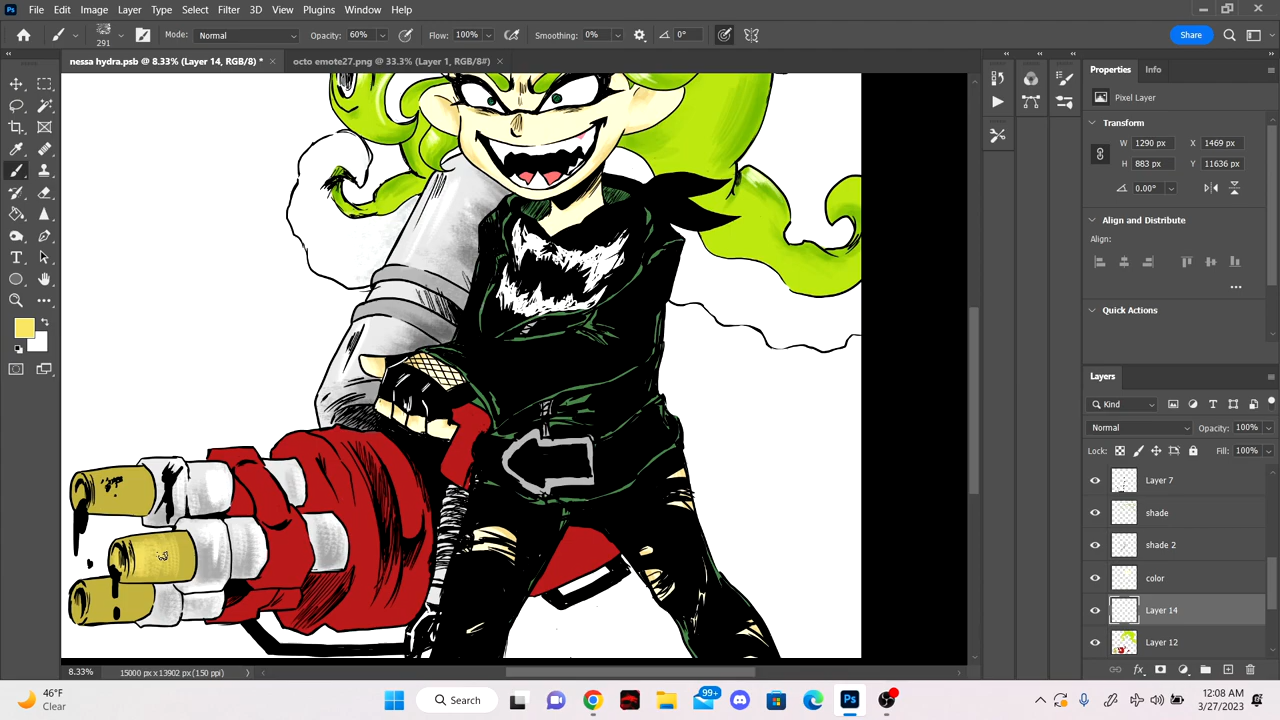 Ps File Edit Image Layer Type Select Filter 3D View Plugins Window Help
291 Mode: Normal Opacity: 60% Flow: 100% Smoothing: 0% 0° Share
nessa hydra.psb @ 8.33% (Layer 14, RGB/8) * × octo emote27.png @ 33.3% (Layer 1, RGB/8#) ×
Properties Info
Pixel Layer
Transform
W 1290 px X 1469 px
H 883 px Y 11636 px
0.00°
Align and Distribute
Align:
Quick Actions
Layers
Kind
Normal Opacity: 100%
Lock: Fill: 100%
Layer 7
shade
shade 2
color
Layer 14
Layer 12
fx
8.33% 15000 px x 13902 px (150 ppi)
46°F
Clear
Search
99+
Ps
12:08 AM
3/27/2023